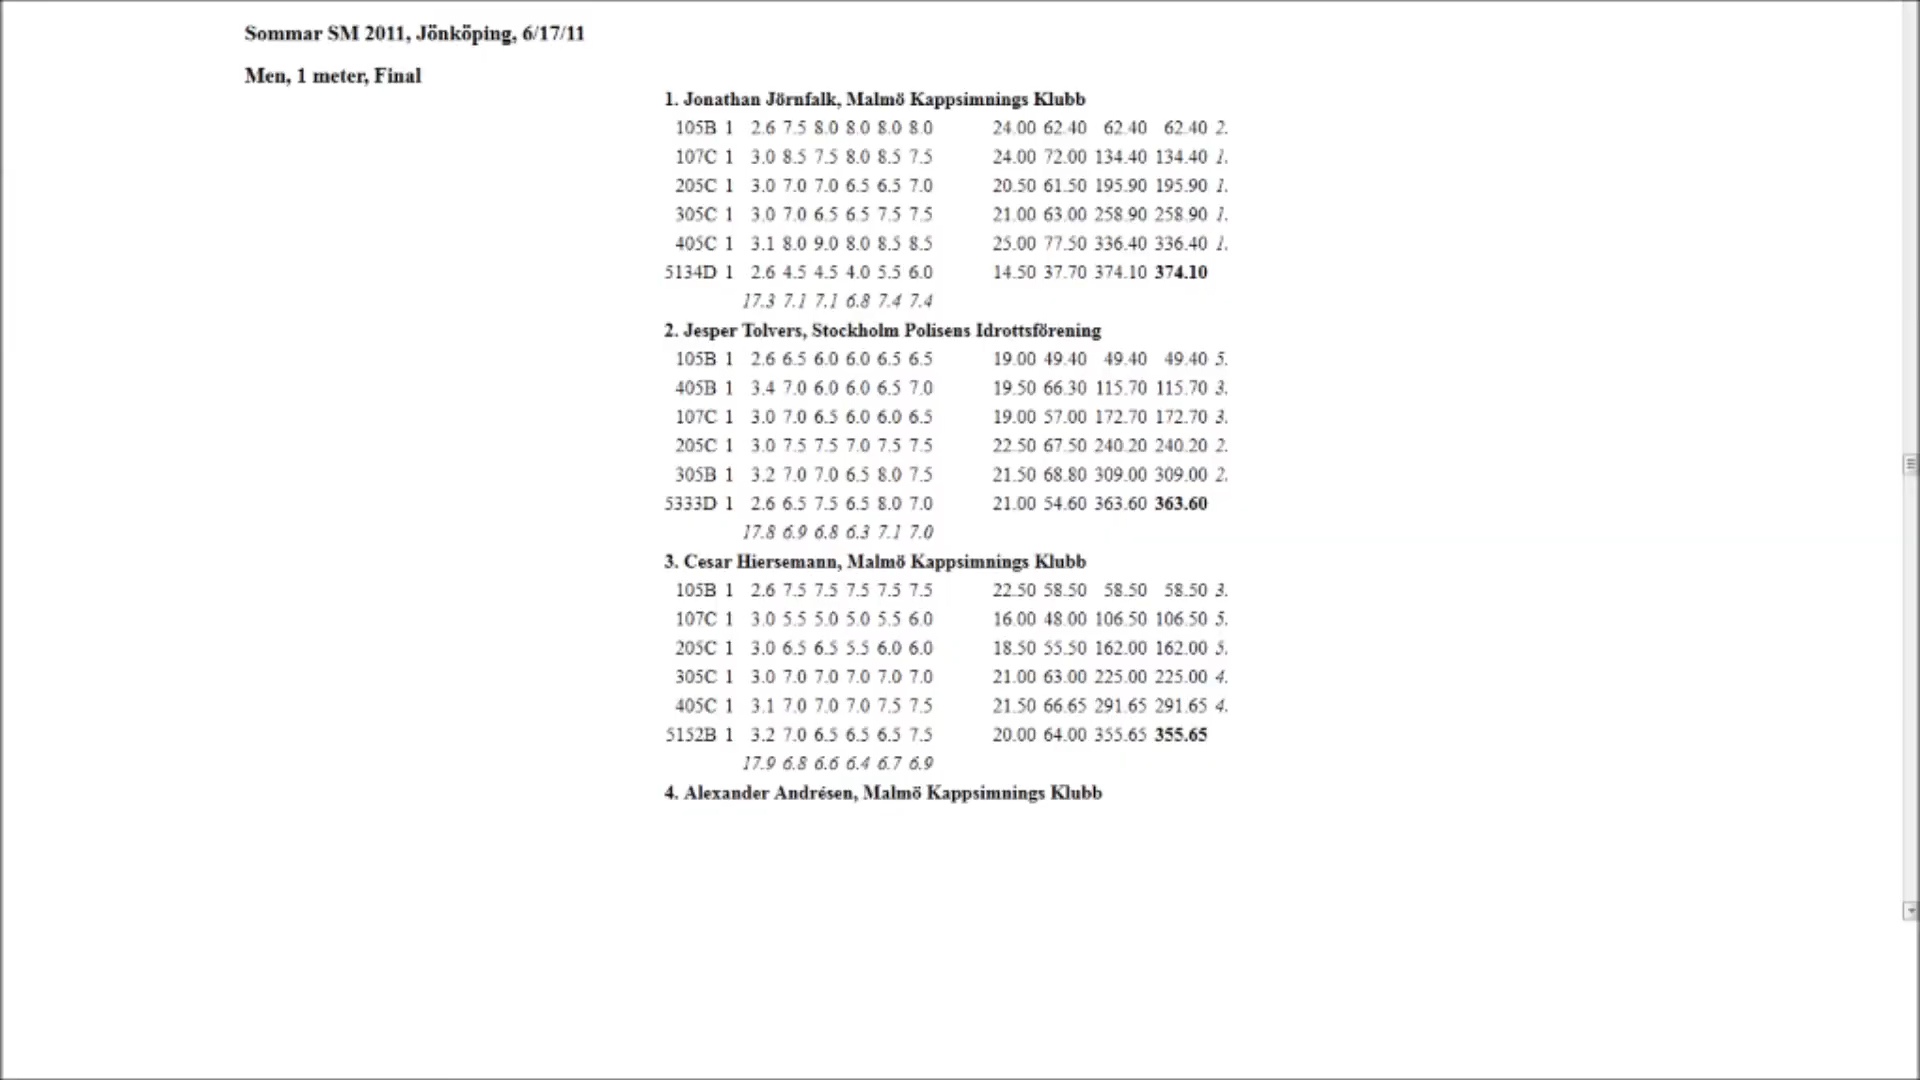 Sommar SM 2011, Jönköping, 6/17/11
Men, 1 meter, Final
1. Jonathan Jörnfalk, Malmö Kappsimnings Klubb
105B 1 2.6 7.5 8.0 8.0 8.0 8.0 24.00 62.40 62.40 62.40 2.
107C 1 3.0 8.5 7.5 8.0 8.5 7.5 24.00 72.00 134.40 134.40 1.
205C 1 3.0 7.0 7.0 6.5 6.5 7.0 20.50 61.50 195.90 195.90 1.
305C 1 3.0 7.0 6.5 6.5 7.5 7.5 21.00 63.00 258.90 258.90 1.
405C 1 3.1 8.0 9.0 8.0 8.5 8.5 25.00 77.50 336.40 336.40 1.
5134D 1 2.6 4.5 4.5 4.0 5.5 6.0 14.50 37.70 374.10 374.10
17.3 7.1 7.1 6.8 7.4 7.4
2. Jesper Tolvers, Stockholm Polisens Idrottsförening
105B 1 2.6 6.5 6.0 6.0 6.5 6.5 19.00 49.40 49.40 49.40 5.
405B 1 3.4 7.0 6.0 6.0 6.5 7.0 19.50 66.30 115.70 115.70 3.
107C 1 3.0 7.0 6.5 6.0 6.0 6.5 19.00 57.00 172.70 172.70 3.
205C 1 3.0 7.5 7.5 7.0 7.5 7.5 22.50 67.50 240.20 240.20 2.
305B 1 3.2 7.0 7.0 6.5 8.0 7.5 21.50 68.80 309.00 309.00 2.
5333D 1 2.6 6.5 7.5 6.5 8.0 7.0 21.00 54.60 363.60 363.60
17.8 6.9 6.8 6.3 7.1 7.0
3. Cesar Hiersemann, Malmö Kappsimnings Klubb
105B 1 2.6 7.5 7.5 7.5 7.5 7.5 22.50 58.50 58.50 58.50 3.
107C 1 3.0 5.5 5.0 5.0 5.5 6.0 16.00 48.00 106.50 106.50 5.
205C 1 3.0 6.5 6.5 5.5 6.0 6.0 18.50 55.50 162.00 162.00 5.
305C 1 3.0 7.0 7.0 7.0 7.0 7.0 21.00 63.00 225.00 225.00 4.
405C 1 3.1 7.0 7.0 7.0 7.5 7.5 21.50 66.65 291.65 291.65 4.
5152B 1 3.2 7.0 6.5 6.5 6.5 7.5 20.00 64.00 355.65 355.65
17.9 6.8 6.6 6.4 6.7 6.9
4. Alexander Andrésen, Malmö Kappsimnings Klubb